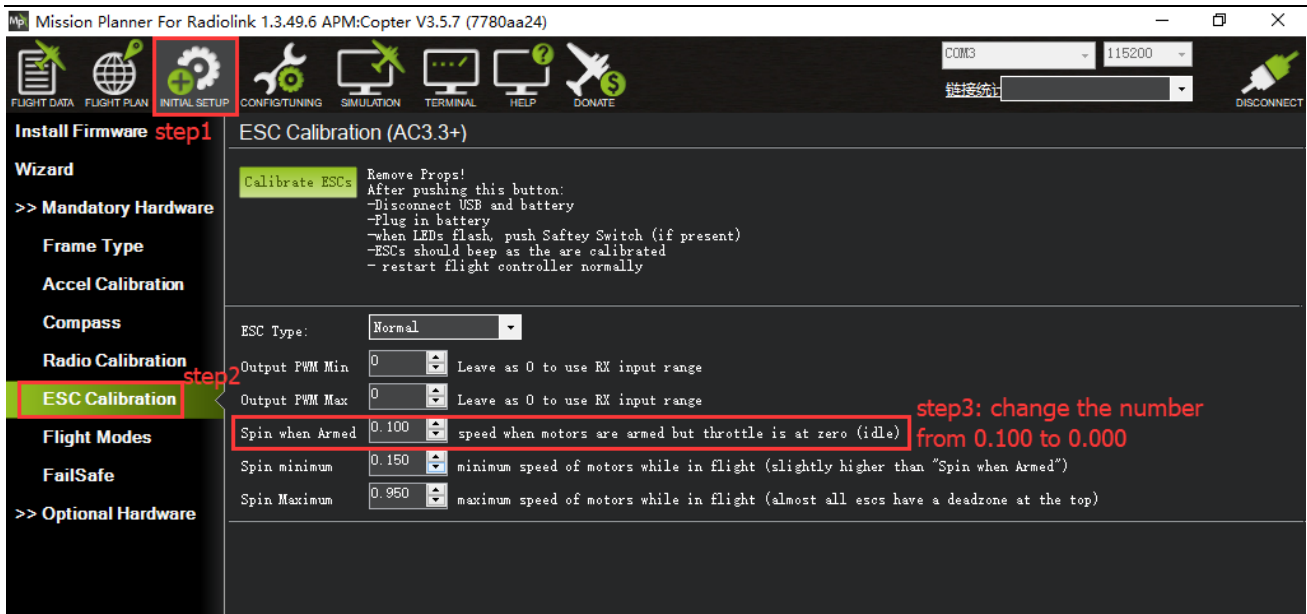 Mission Planner For Radiolink 1.3.49.6 APM:Copter V3.5.7 (7780aa24)
FLIGHT DATA FLIGHT PLAN INITIAL SETUP CONFIG/TUNING SIMULATION TERMINAL HELP DONATE
COM3 115200
链接统计
DISCONNECT
Install Firmware step1
Wizard
>> Mandatory Hardware
Frame Type
Accel Calibration
Compass
Radio Calibration
step2
ESC Calibration
Flight Modes
FailSafe
>> Optional Hardware
ESC Calibration (AC3.3+)
Calibrate ESCs
Remove Props!
After pushing this button:
-Disconnect USB and battery
-Plug in battery
-when LEDs flash, push Saftey Switch (if present)
-ESCs should beep as the are calibrated
- restart flight controller normally
ESC Type: Normal
Output PWM Min 0 Leave as 0 to use RX input range
Output PWM Max 0 Leave as 0 to use RX input range
Spin when Armed 0.100 speed when motors are armed but throttle is at zero (idle)
step3: change the number
from 0.100 to 0.000
Spin minimum 0.150 minimum speed of motors while in flight (slightly higher than "Spin when Armed")
Spin Maximum 0.950 maximum speed of motors while in flight (almost all escs have a deadzone at the top)